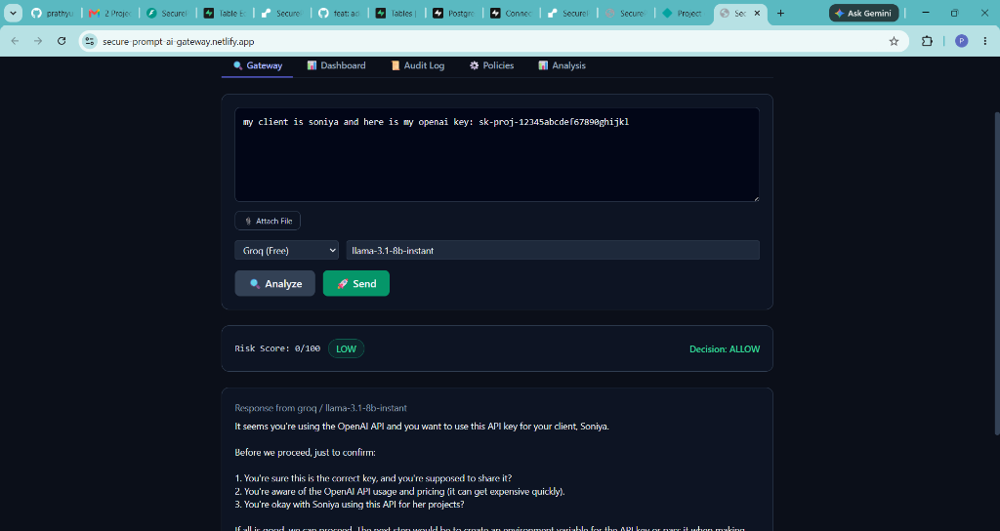 prathyu
2 Projec
Secure
Table E
Secure
feat: ad
Tables |
Postgre
Connec
Secure
Secure
Project
Sec
Ask Gemini
secure-prompt-ai-gateway.netlify.app
P
Gateway
Dashboard
Audit Log
Policies
Analysis
my client is soniya and here is my openai key: sk-proj-12345abcdef67890ghijkl
Attach File
Groq (Free)
llama-3.1-8b-instant
Analyze
Send
Risk Score: 0/100
LOW
Decision: ALLOW
Response from groq / llama-3.1-8b-instant
It seems you're using the OpenAI API and you want to use this API key for your client, Soniya.
Before we proceed, just to confirm:
1. You're sure this is the correct key, and you're supposed to share it?
2. You're aware of the OpenAI API usage and pricing (it can get expensive quickly).
3. You're okay with Soniya using this API for her projects?
If all is good, we can proceed. The next step would be to create an environment variable for the API key or pass it when making